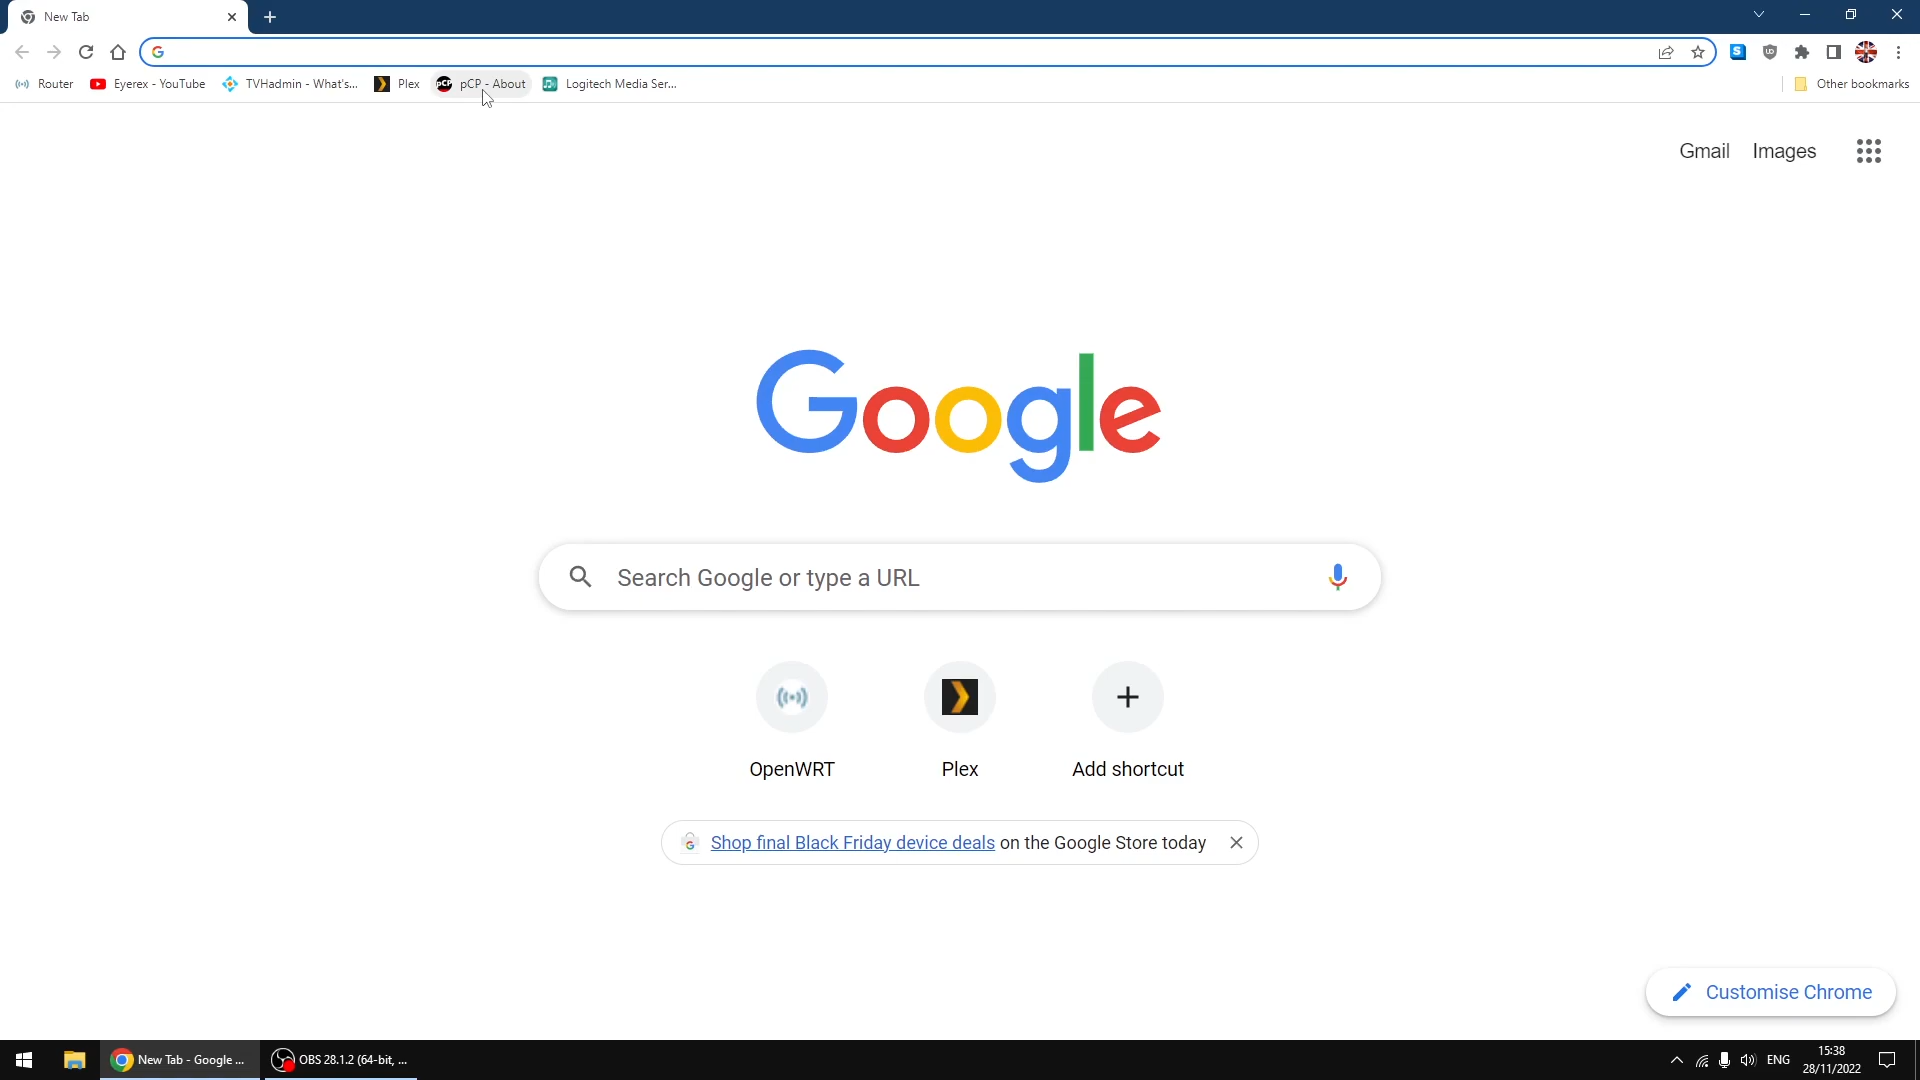 New Tab
Router
Eyerex - YouTube
TVHadmin - What's...
Plex
pCP - About
Logitech Media Ser...
Other bookmarks
Gmail
Images
Google
Search Google or type a URL
OpenWRT
Plex
Add shortcut
Shop final Black Friday device deals on the Google Store today
Customise Chrome
New Tab - Google ...
OBS 28.1.2 (64-bit, ...
ENG
15:38
28/11/2022